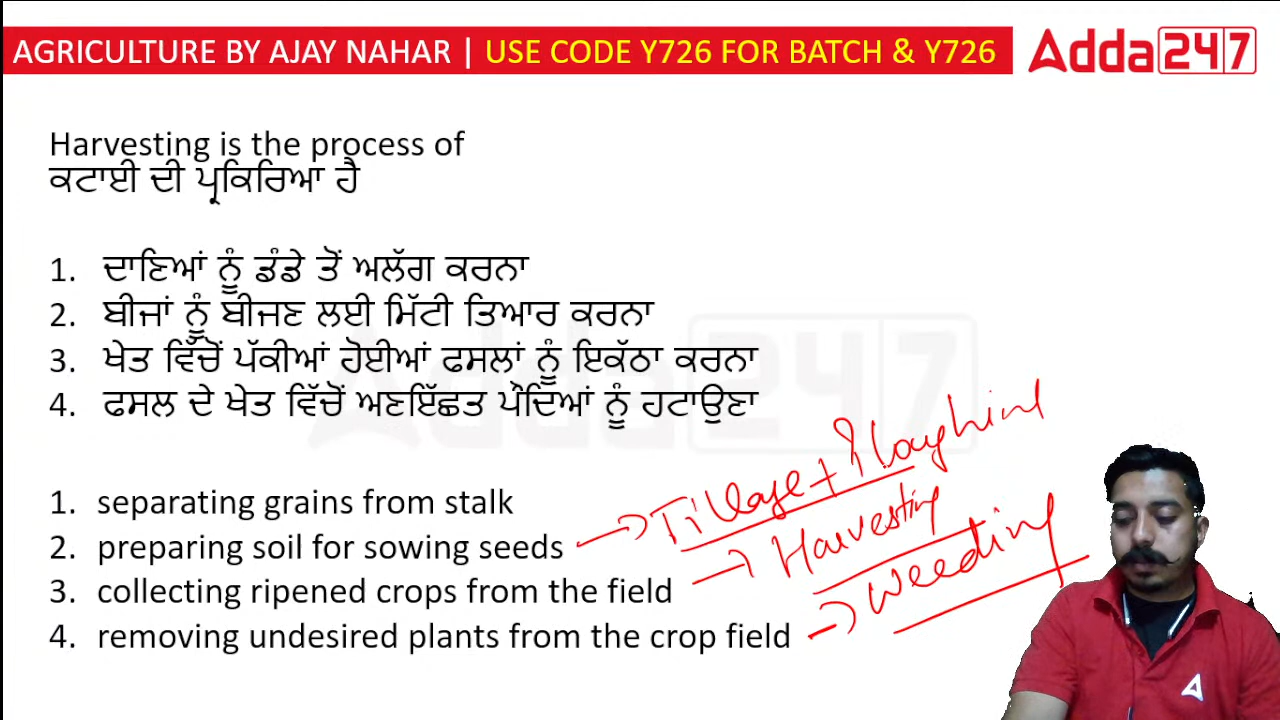 AGRICULTURE BY AJAY NAHAR | USE CODE Y726 FOR BATCH & Y726
Adda247
Harvesting is the process of
ਕਟਾਈ ਦੀ ਪ੍ਰਕਿਰਿਆ ਹੈ
1. ਦਾਣਿਆਂ ਨੂੰ ਡੰਡੇ ਤੋਂ ਅਲੱਗ ਕਰਨਾ
2. ਬੀਜਾਂ ਨੂੰ ਬੀਜਣ ਲਈ ਮਿੱਟੀ ਤਿਆਰ ਕਰਨਾ
3. ਖੇਤ ਵਿੱਚੋਂ ਪੱਕੀਆਂ ਹੋਈਆਂ ਫਸਲਾਂ ਨੂੰ ਇਕੱਠਾ ਕਰਨਾ
4. ਫਸਲ ਦੇ ਖੇਤ ਵਿੱਚੋਂ ਅਣਇੱਛਤ ਪੌਦਿਆਂ ਨੂੰ ਹਟਾਉਣਾ
Adda247
1. separating grains from stalk
2. preparing soil for sowing seeds → Tillage + Ploughing
3. collecting ripened crops from the field → Harvesting
4. removing undesired plants from the crop field → Weeding